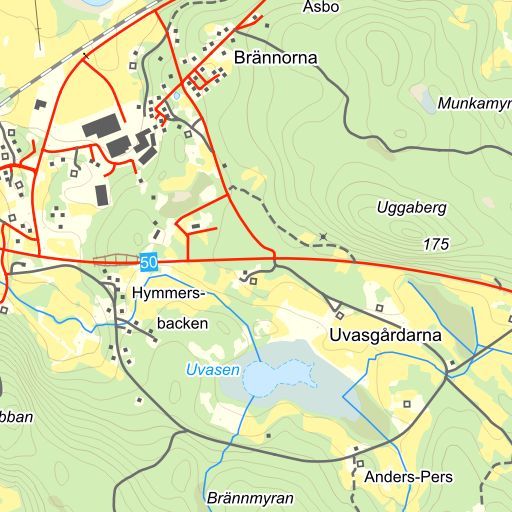 Åsbo
Brännorna
Munkamyr
Uggaberg
175
50
Hymmers-
backen
Uvasgårdarna
Uvasen
bban
Anders-Pers
Brännmyran